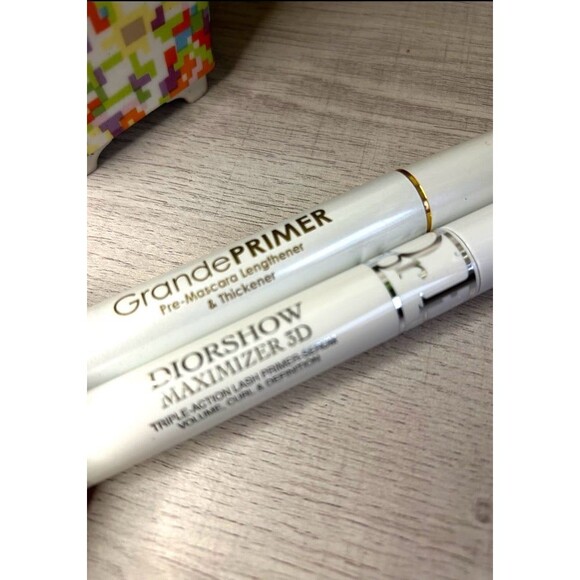 GrandePRIMER
Pre-Mascara Lengthener
& Thickener
DIORSHOW
MAXIMIZER 3D
TRIPLE-ACTION LASH PRIMER-SERUM
VOLUME, CURL & DEFINITION